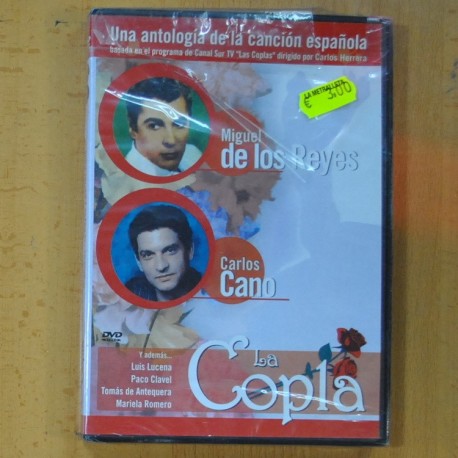 Una antología de la canción española
basada en el programa de Canal Sur TV "Las Coplas" dirigido por Carlos Herrera
LA METRALLETA
€ 3,00
Miguel
de los Reyes
Carlos
Cano
DVD
Y además...
Luis Lucena
Paco Clavel
Tomás de Antequera
Mariela Romero
La
Copla